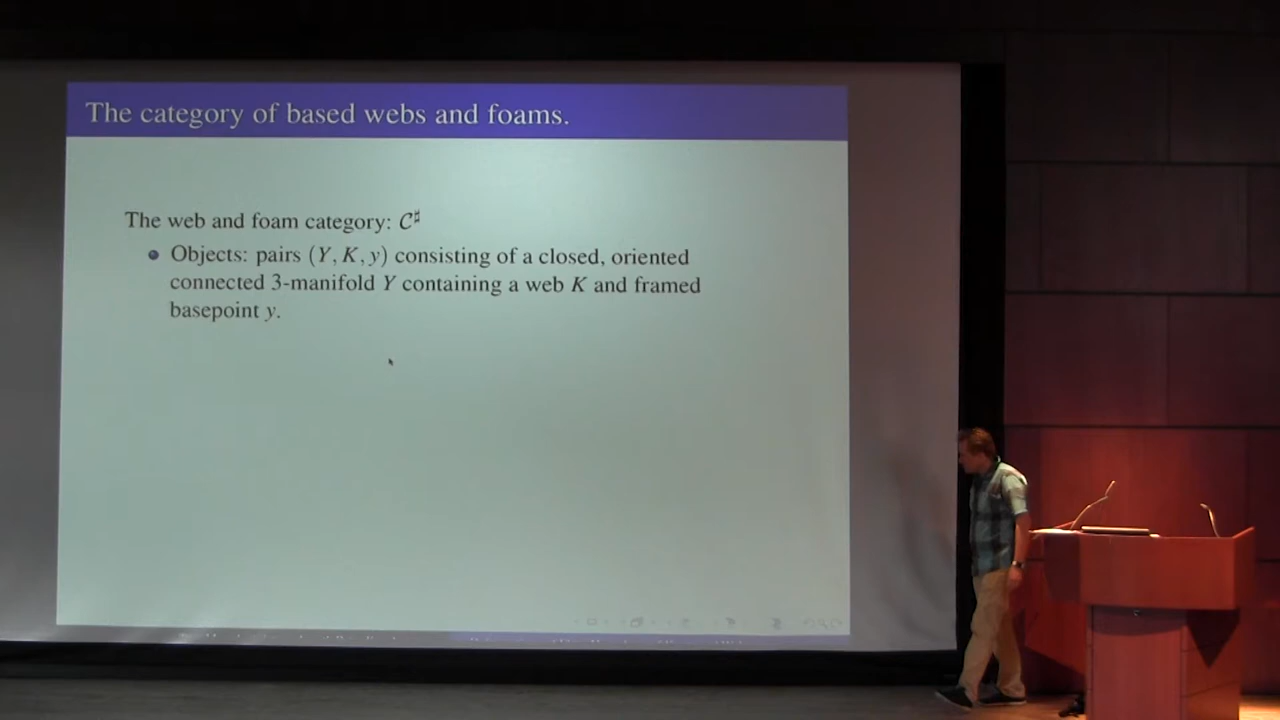 The category of based webs and foams.
The web and foam category: 𝒞♯
Objects: pairs (Y, K, y) consisting of a closed, oriented
connected 3-manifold Y containing a web K and framed
basepoint y.